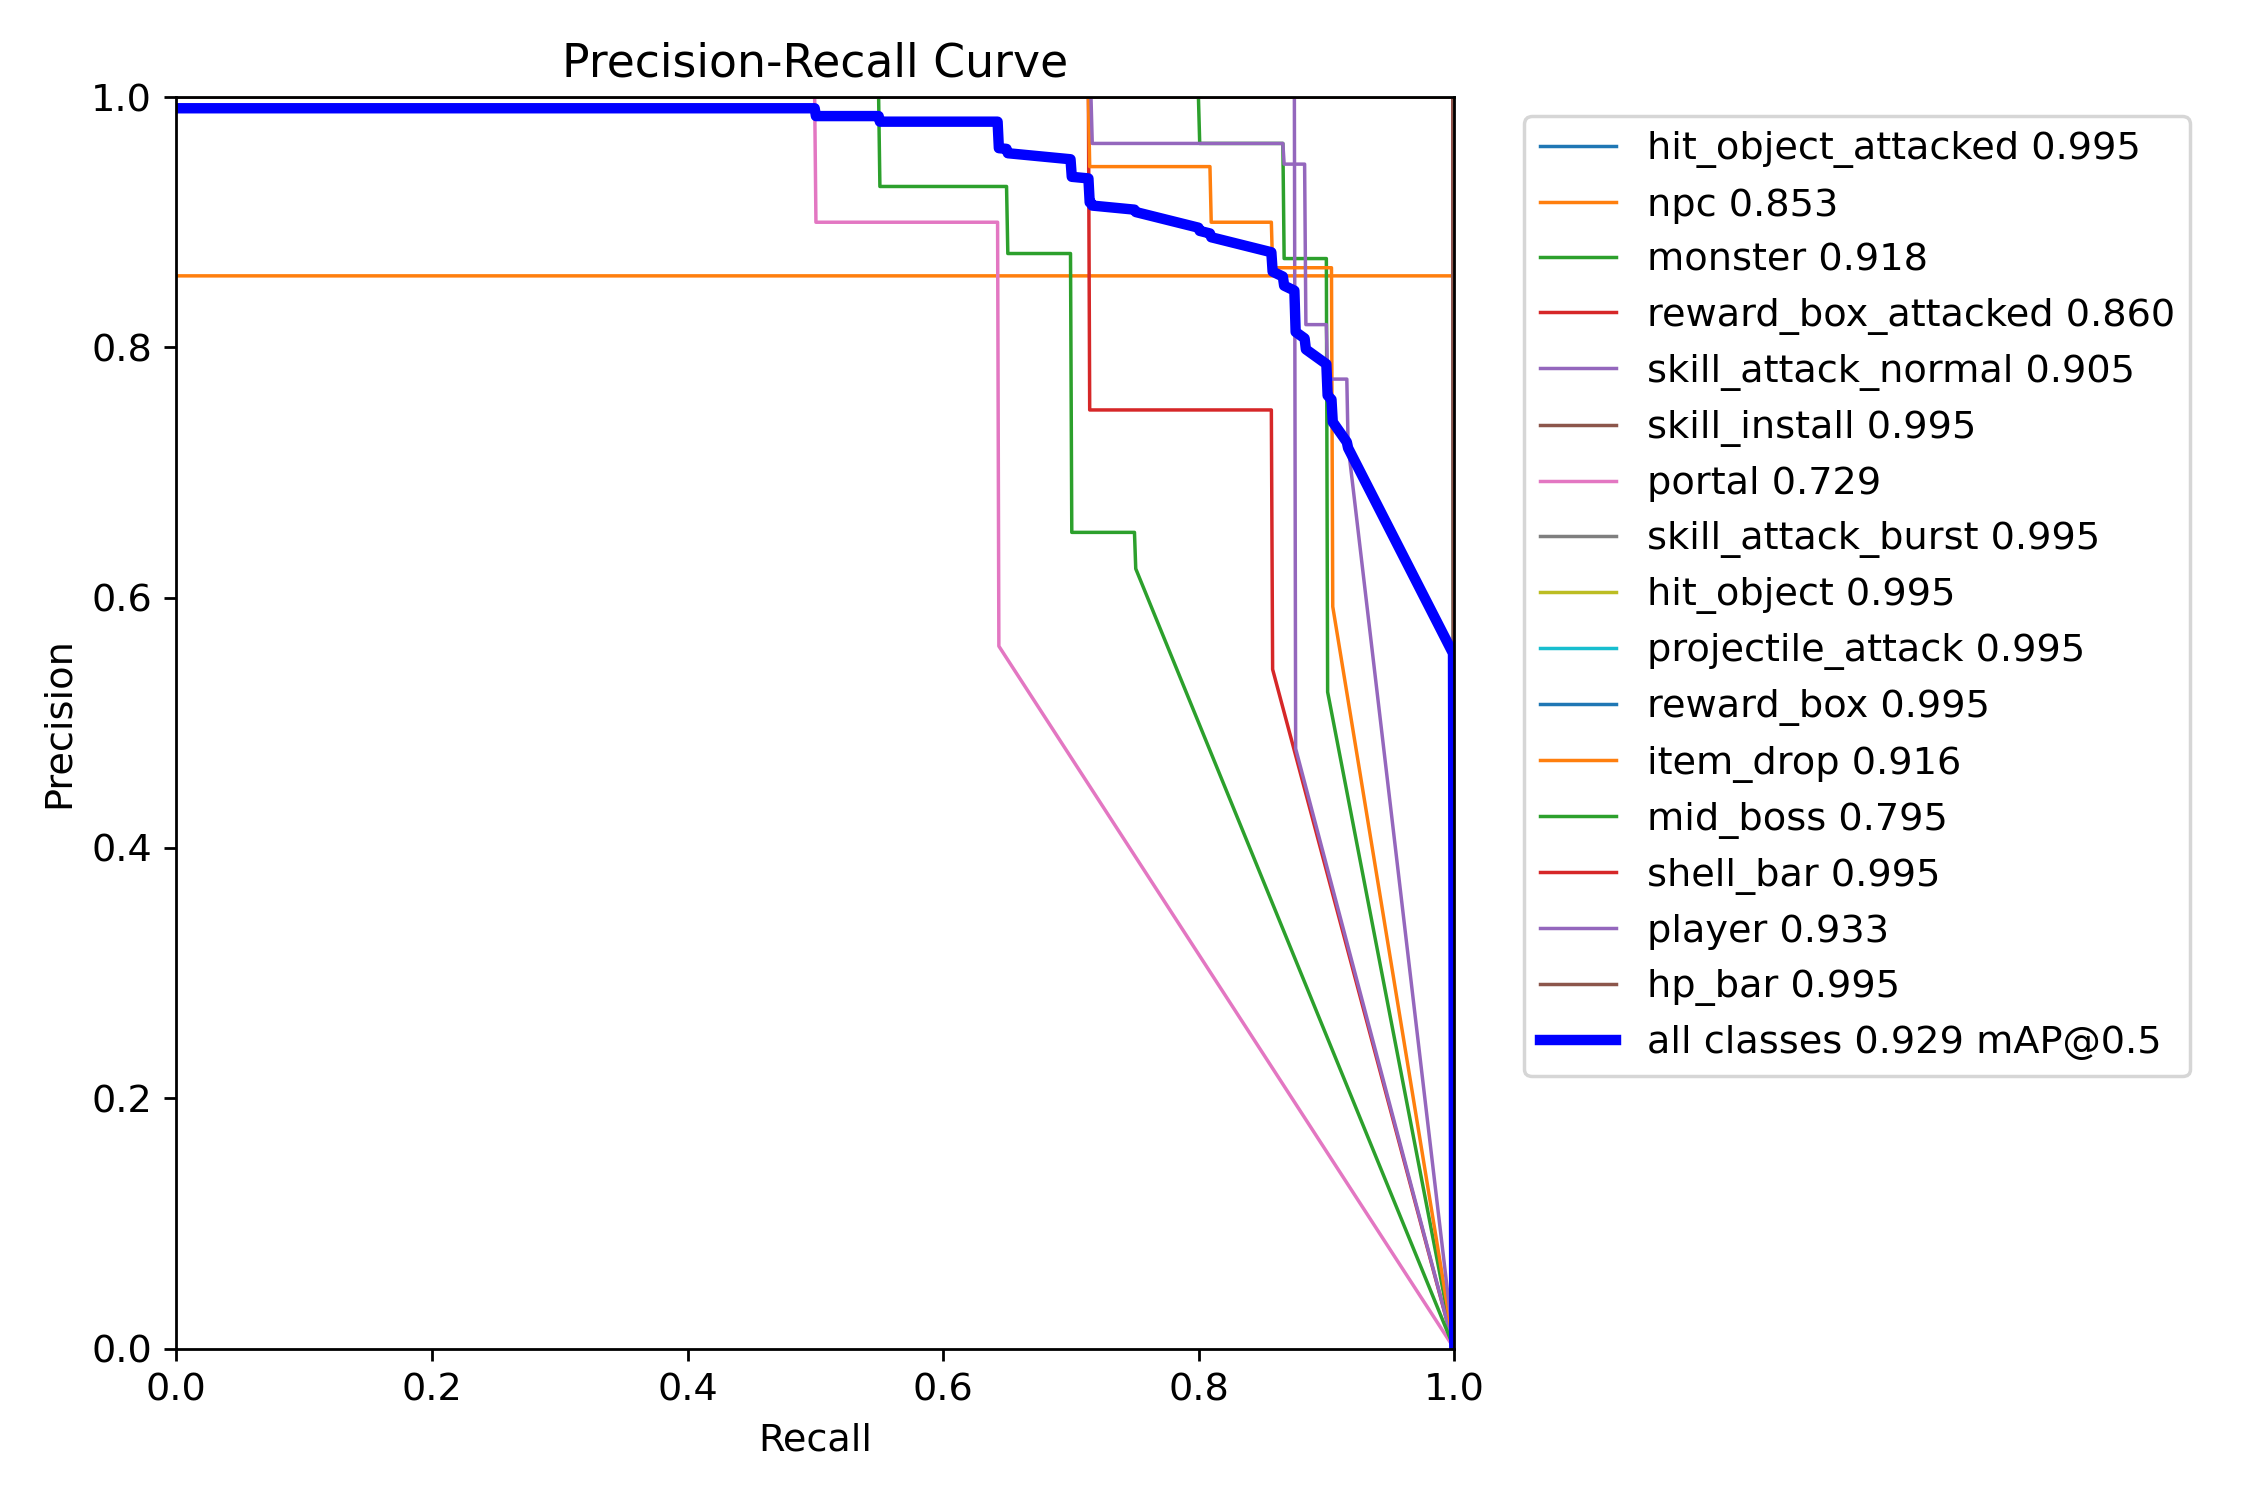 Precision-Recall Curve
1.0
0.8
0.6
0.4
0.2
0.0
Precision
0.0 0.2 0.4 0.6 0.8 1.0
Recall
hit_object_attacked 0.995
npc 0.853
monster 0.918
reward_box_attacked 0.860
skill_attack_normal 0.905
skill_install 0.995
portal 0.729
skill_attack_burst 0.995
hit_object 0.995
projectile_attack 0.995
reward_box 0.995
item_drop 0.916
mid_boss 0.795
shell_bar 0.995
player 0.933
hp_bar 0.995
all classes 0.929 mAP@0.5